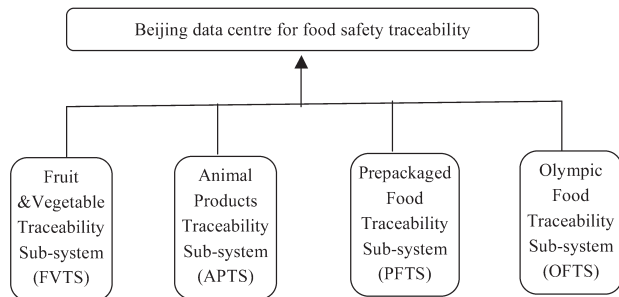 Beijing data centre for food safety traceability
Fruit
&Vegetable
Traceability
Sub-system
(FVTS)
Animal
Products
Traceability
Sub-system
(APTS)
Prepackaged
Food
Traceability
Sub-system
(PFTS)
Olympic
Food
Traceability
Sub-system
(OFTS)